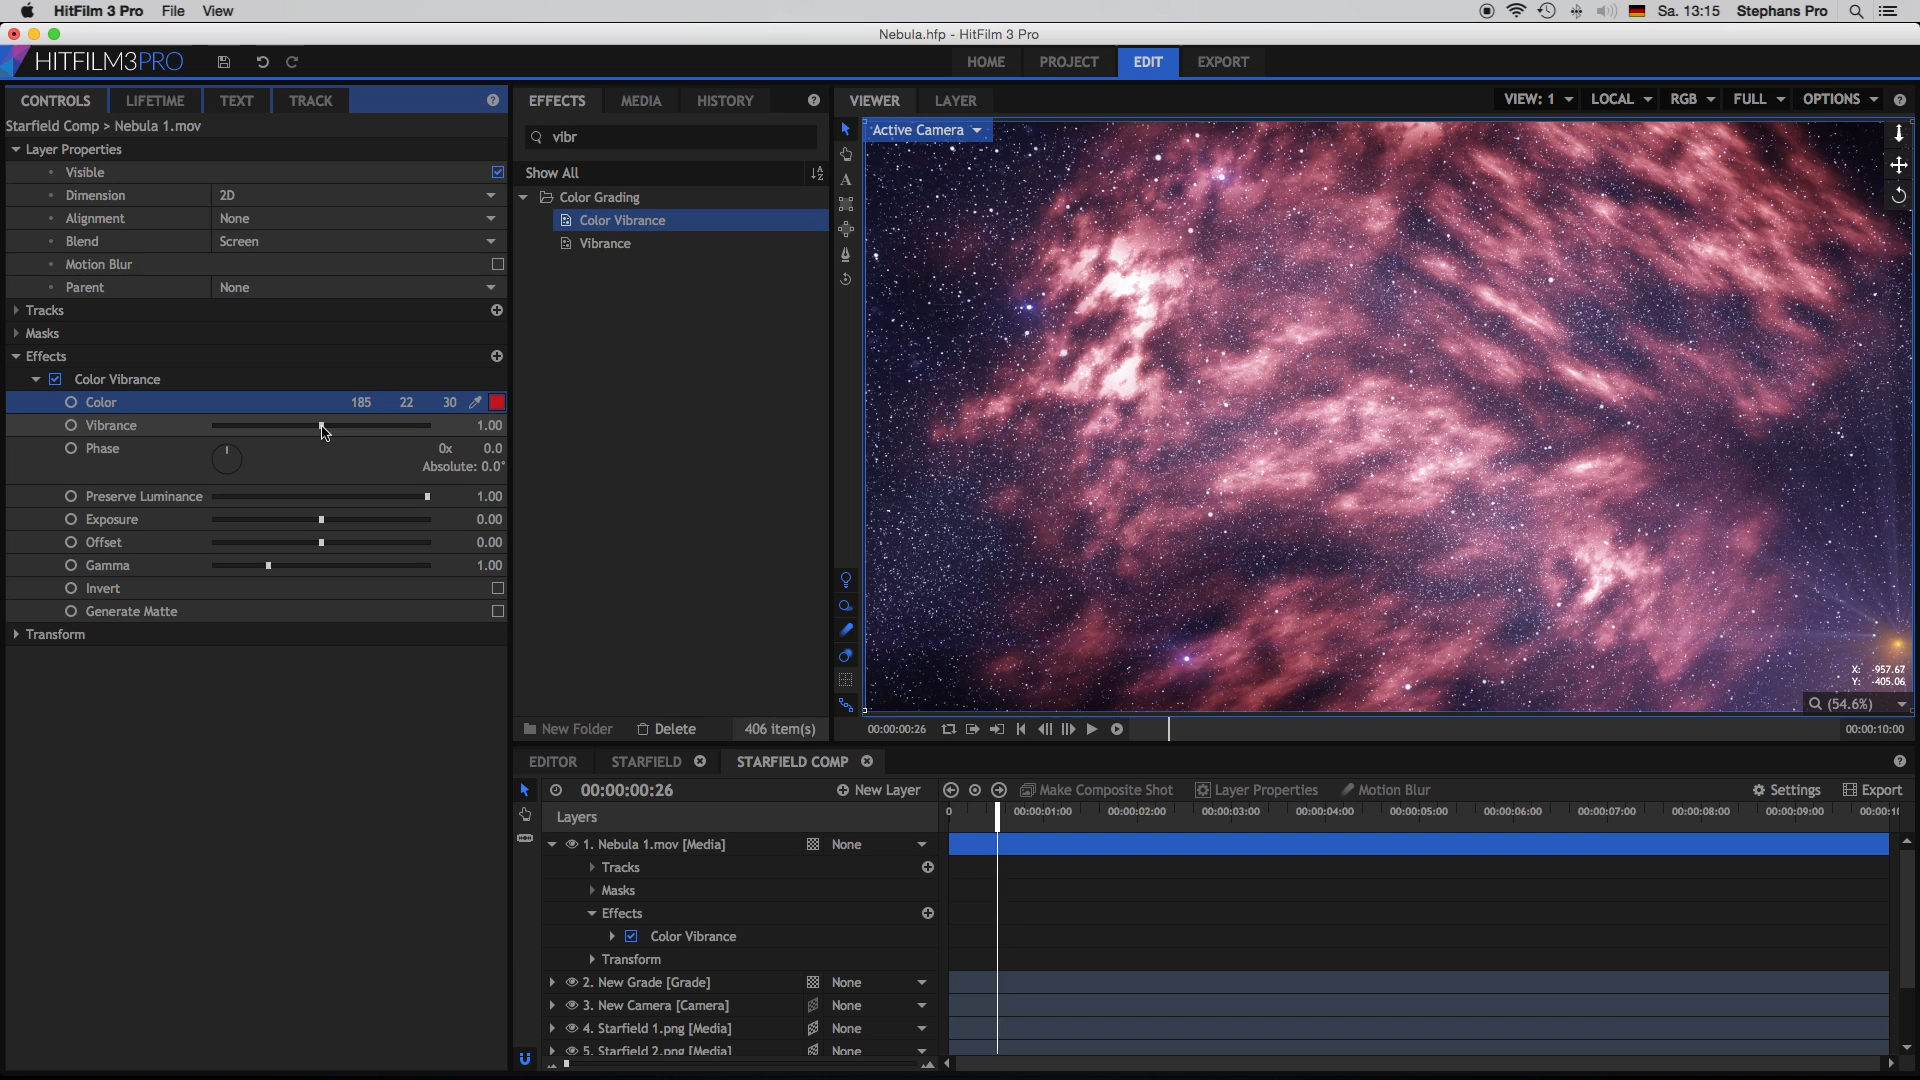 HitFilm 3 Pro File View
Sa. 13:15 Stephans Pro
Nebula.hfp - HitFilm 3 Pro
HITFILM3PRO
HOME PROJECT EDIT EXPORT
CONTROLS LIFETIME TEXT TRACK
Starfield Comp > Nebula 1.mov
Layer Properties
Visible
Dimension 2D
Alignment None
Blend Screen
Motion Blur
Parent None
Tracks
Masks
Effects
Color Vibrance
Color 185 22 30
Vibrance 1.00
Phase 0x 0.0
Absolute: 0.0°
Preserve Luminance 1.00
Exposure 0.00
Offset 0.00
Gamma 1.00
Invert
Generate Matte
Transform
EFFECTS MEDIA HISTORY
vibr
Show All
Color Grading
Color Vibrance
Vibrance
New Folder Delete 406 item(s)
VIEWER LAYER
VIEW: 1 LOCAL RGB FULL OPTIONS
Active Camera
X: -957.67
Y: -405.06
(54.6%)
00:00:00:26
00:00:10:00
EDITOR STARFIELD STARFIELD COMP
00:00:00:26 New Layer
Make Composite Shot Layer Properties Motion Blur Settings Export
Layers
0 00:00:01:00 00:00:02:00 00:00:03:00 00:00:04:00 00:00:05:00 00:00:06:00 00:00:07:00 00:00:08:00 00:00:09:00 00:00:10
1. Nebula 1.mov [Media] None
Tracks
Masks
Effects
Color Vibrance
Transform
2. New Grade [Grade] None
3. New Camera [Camera] None
4. Starfield 1.png [Media] None
5. Starfield 2.png [Media] None